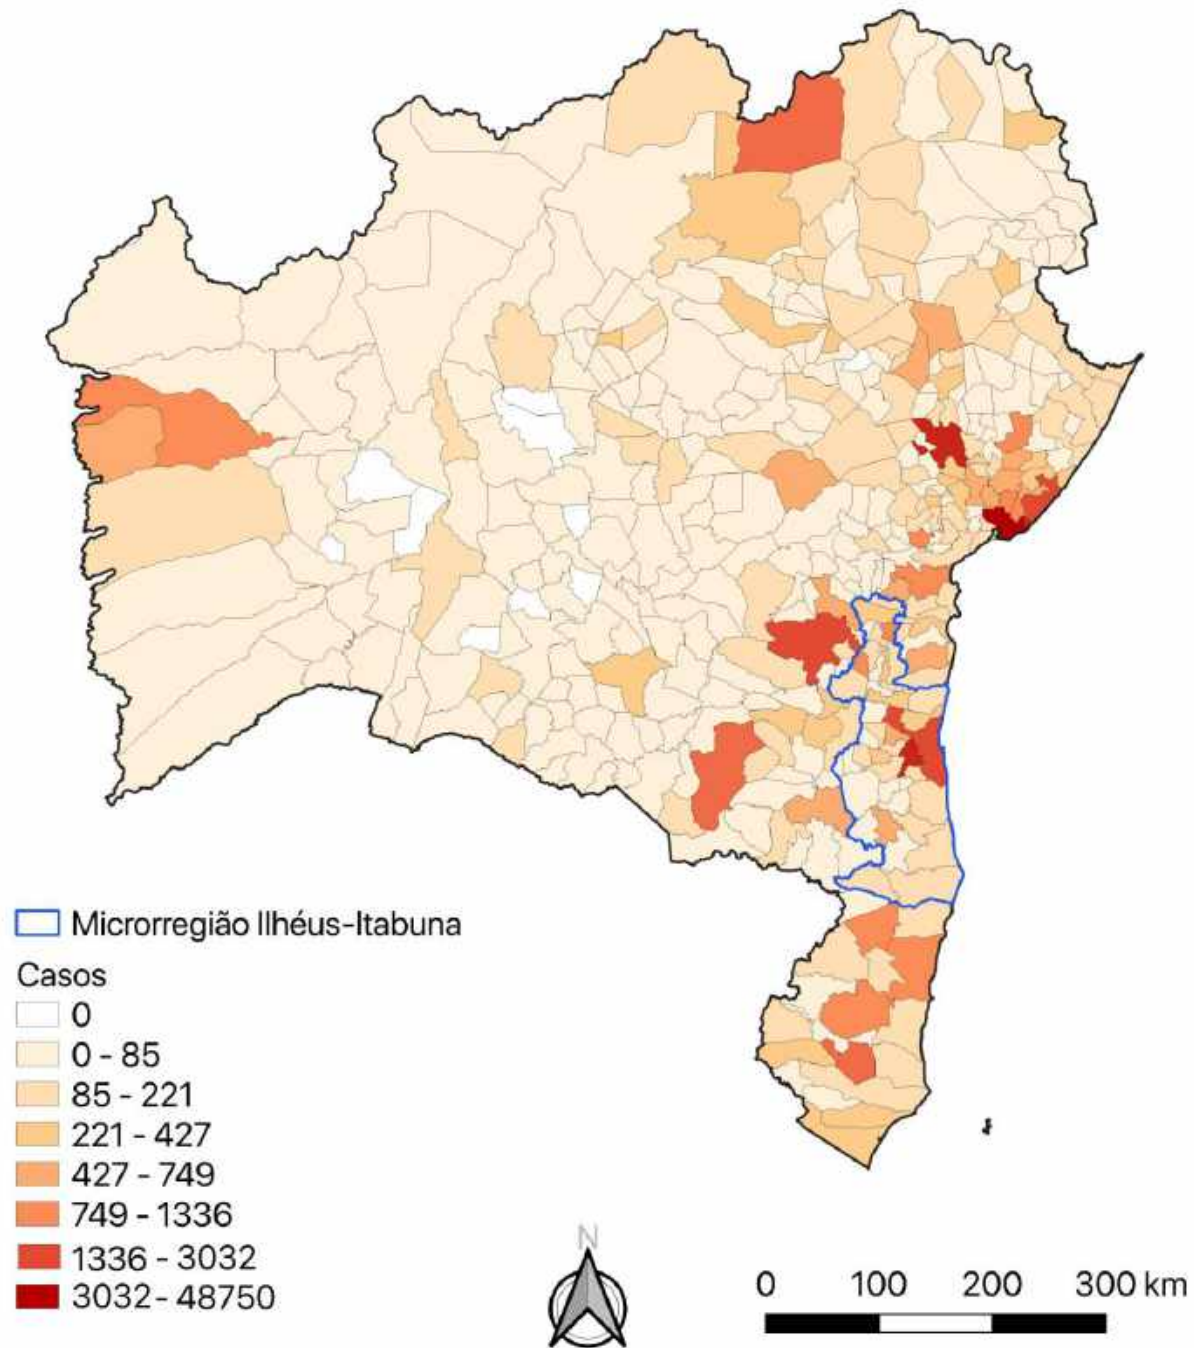 Microrregião Ilhéus-Itabuna
Casos
0
0 - 85
85 - 221
221 - 427
427 - 749
749 - 1336
1336 - 3032
3032 - 48750
N
0 100 200 300 km